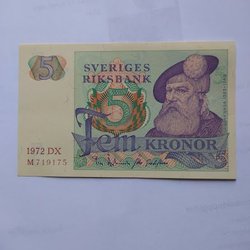 5
SVERIGES
RIKSBANK
5
Fem KRONOR
1972 DX
M719175